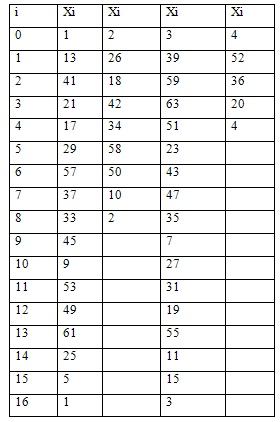 i Xi Xi Xi Xi
0 1 2 3 4
1 13 26 39 52
2 41 18 59 36
3 21 42 63 20
4 17 34 51 4
5 29 58 23
6 57 50 43
7 37 10 47
8 33 2 35
9 45 7
10 9 27
11 53 31
12 49 19
13 61 55
14 25 11
15 5 15
16 1 3